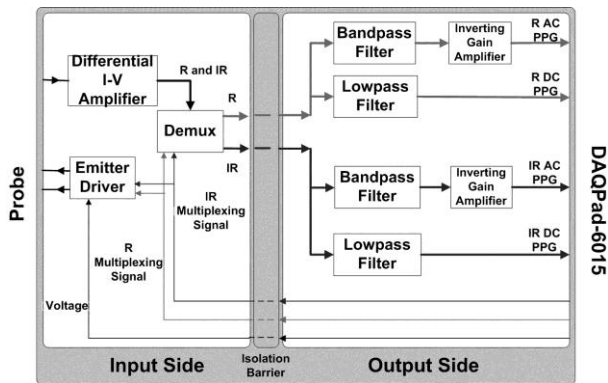 Differential
I-V
Amplifier
R and IR
R
Demux
IR
Emitter
Driver
IR
Multiplexing
Signal
R
Multiplexing
Signal
Voltage
Probe
Input Side
Isolation
Barrier
Bandpass
Filter
Inverting
Gain
Amplifier
R AC
PPG
Lowpass
Filter
R DC
PPG
Bandpass
Filter
Inverting
Gain
Amplifier
IR AC
PPG
Lowpass
Filter
IR DC
PPG
Output Side
DAQPad-6015